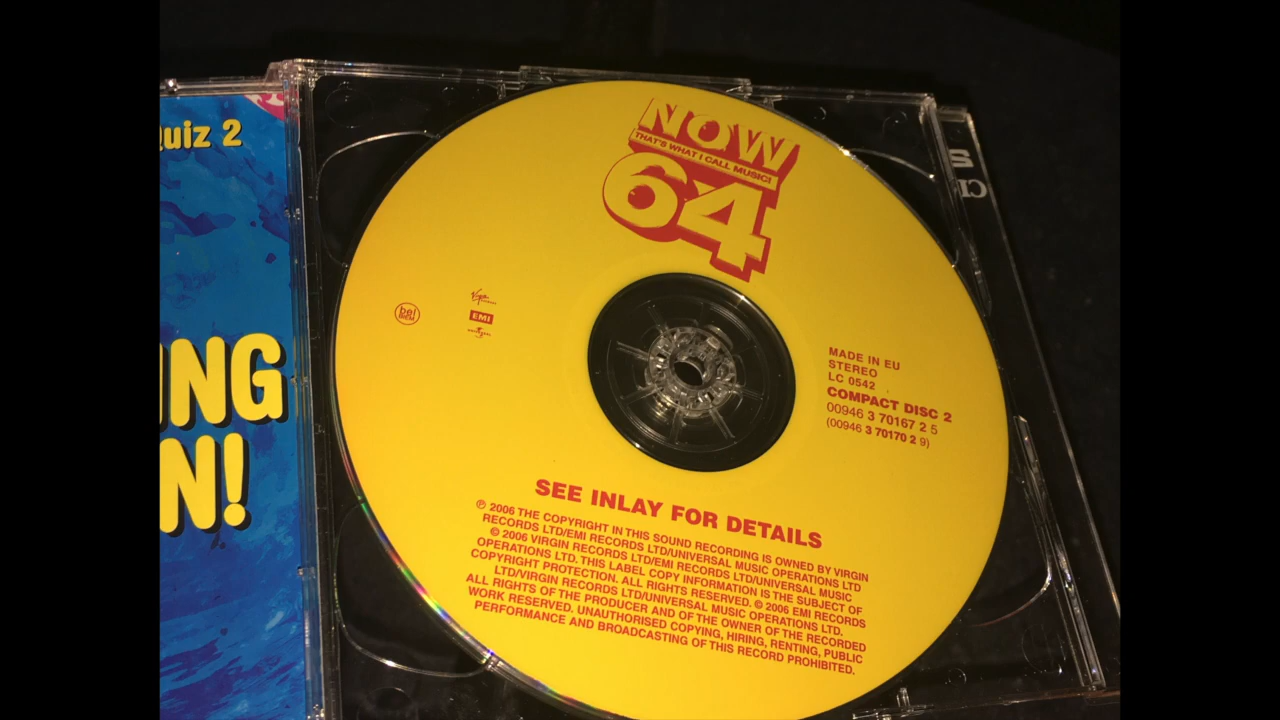 uiz 2
ING
N!
NOW
THAT'S WHAT I CALL MUSIC!
64
bel
Virgin
EMI
MADE IN EU
STEREO
LC 0542
COMPACT DISC 2
00946 3 70167 2 5
(00946 3 70170 2 9)
SEE INLAY FOR DETAILS
℗ 2006 THE COPYRIGHT IN THIS SOUND RECORDING IS OWNED BY VIRGIN
RECORDS LTD/EMI RECORDS LTD/UNIVERSAL MUSIC OPERATIONS LTD
© 2006 VIRGIN RECORDS LTD/EMI RECORDS LTD/UNIVERSAL MUSIC
OPERATIONS LTD. THIS LABEL COPY INFORMATION IS THE SUBJECT OF
COPYRIGHT PROTECTION. ALL RIGHTS RESERVED. © 2006 EMI RECORDS
LTD/VIRGIN RECORDS LTD/UNIVERSAL MUSIC OPERATIONS LTD.
ALL RIGHTS OF THE PRODUCER AND OF THE OWNER OF THE RECORDED
WORK RESERVED. UNAUTHORISED COPYING, HIRING, RENTING, PUBLIC
PERFORMANCE AND BROADCASTING OF THIS RECORD PROHIBITED.